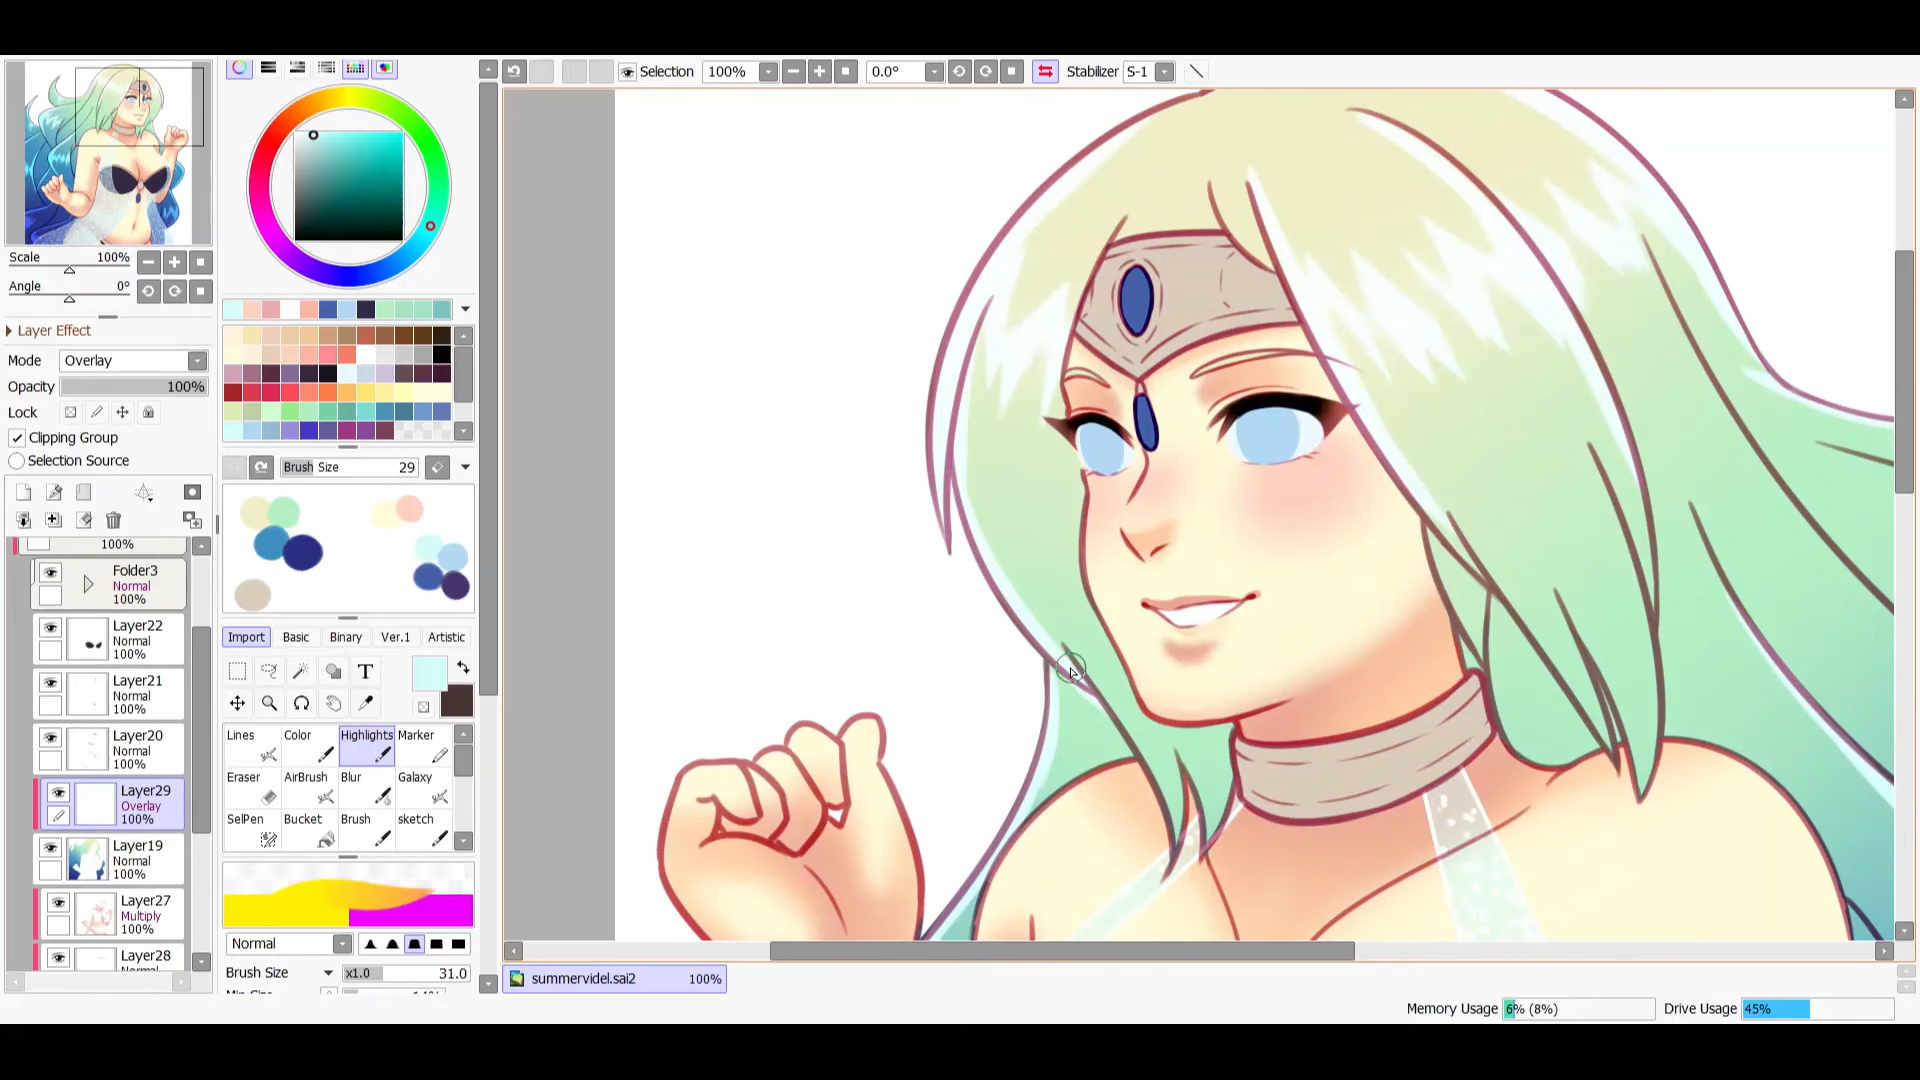 Selection 100% 0.0° Stabilizer S-1
Scale 100%
Angle 0°
Layer Effect
Mode Overlay
Opacity 100%
Lock
Clipping Group
Selection Source
100%
Folder3
Normal
100%
Layer22
Normal
100%
Layer21
Normal
100%
Layer20
Normal
100%
Layer29
Overlay
100%
Layer19
Normal
100%
Layer27
Multiply
100%
Layer28
Brush Size 29
Import Basic Binary Ver.1 Artistic
T
Lines Color Highlights Marker
Eraser AirBrush Blur Galaxy
SelPen Bucket Brush sketch
Normal
Brush Size x1.0 31.0
summervidel.sai2 100%
Memory Usage 6% (8%) Drive Usage 45%